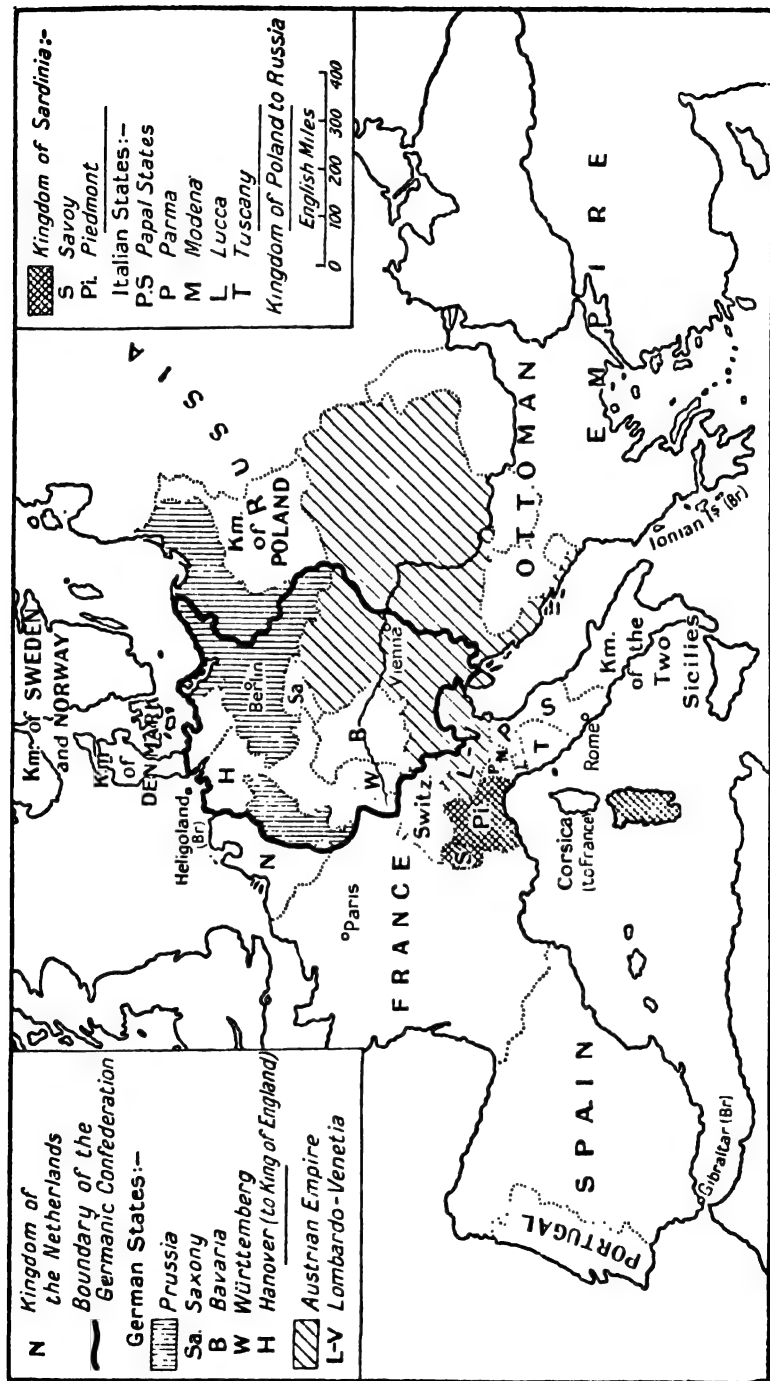 N Kingdom of
the Netherlands
Boundary of the
Germanic Confederation
German States:-
Prussia
Sa. Saxony
B Bavaria
W Württemberg
H Hanover (to King of England)
Austrian Empire
L-V Lombardo-Venetia
Kingdom of Sardinia:-
S Savoy
Pi. Piedmont
Italian States:-
P.S Papal States
P Parma
M Modena
L Lucca
T Tuscany
Kingdom of Poland to Russia
English Miles
0 100 200 300 400
Km. of SWEDEN
and NORWAY
Km. of
DENMARK
Heligoland
(Br)
RUSSIA
Km.
of
POLAND
H
Berlin
Sa
N
B
W
Vienna
Paris
FRANCE
Switz.
L-
S
Pi
P
M
P
S
T
Rome
Corsica
(to France)
Km.
of the
Two
Sicilies
OTTOMAN
EMPIRE
Ionian Is (Br)
SPAIN
PORTUGAL
Gibraltar (Br)